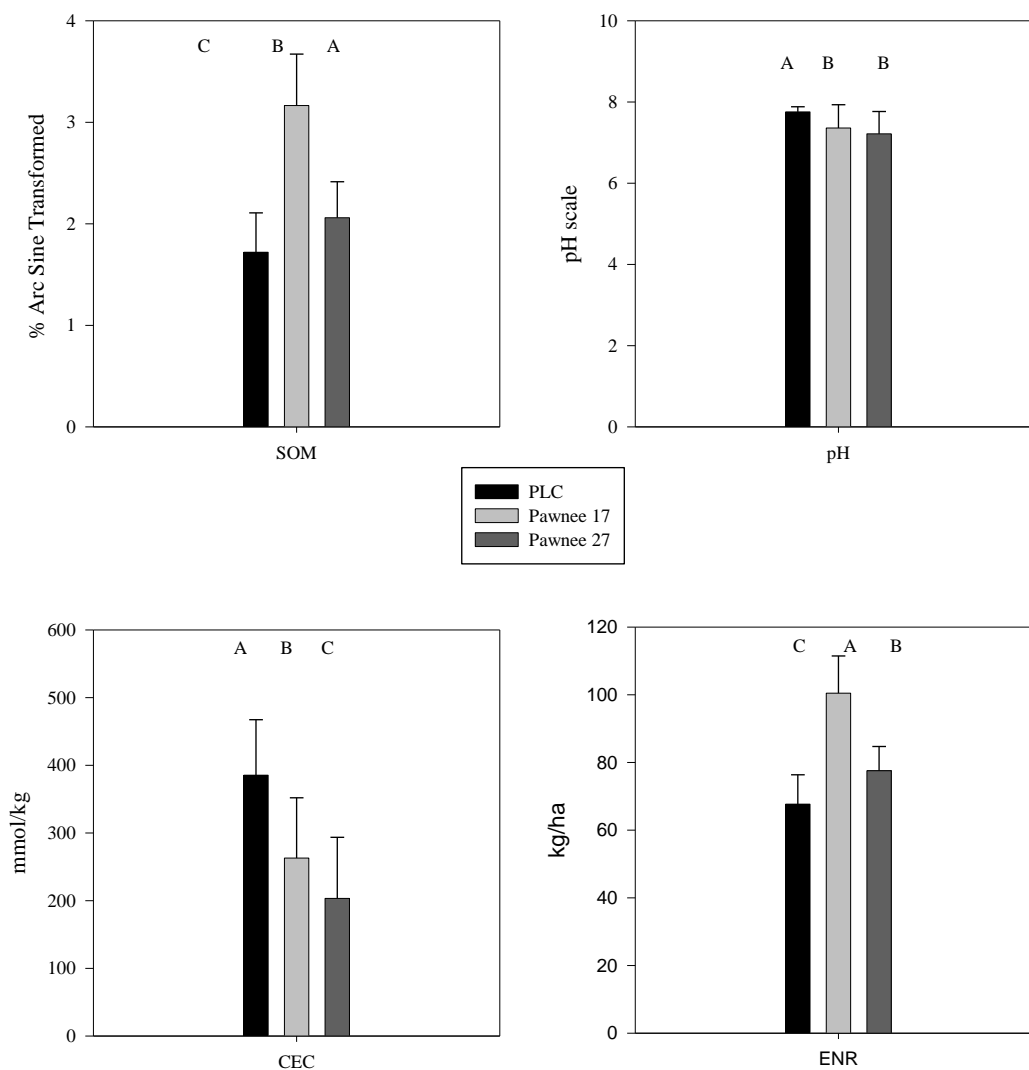 4
3
2
1
0
% Arc Sine Transformed
C B A
SOM
10
8
6
4
2
0
pH scale
A B B
pH
PLC
Pawnee 17
Pawnee 27
600
500
400
300
200
100
0
mmol/kg
A B C
CEC
120
100
80
60
40
20
0
kg/ha
C A B
ENR